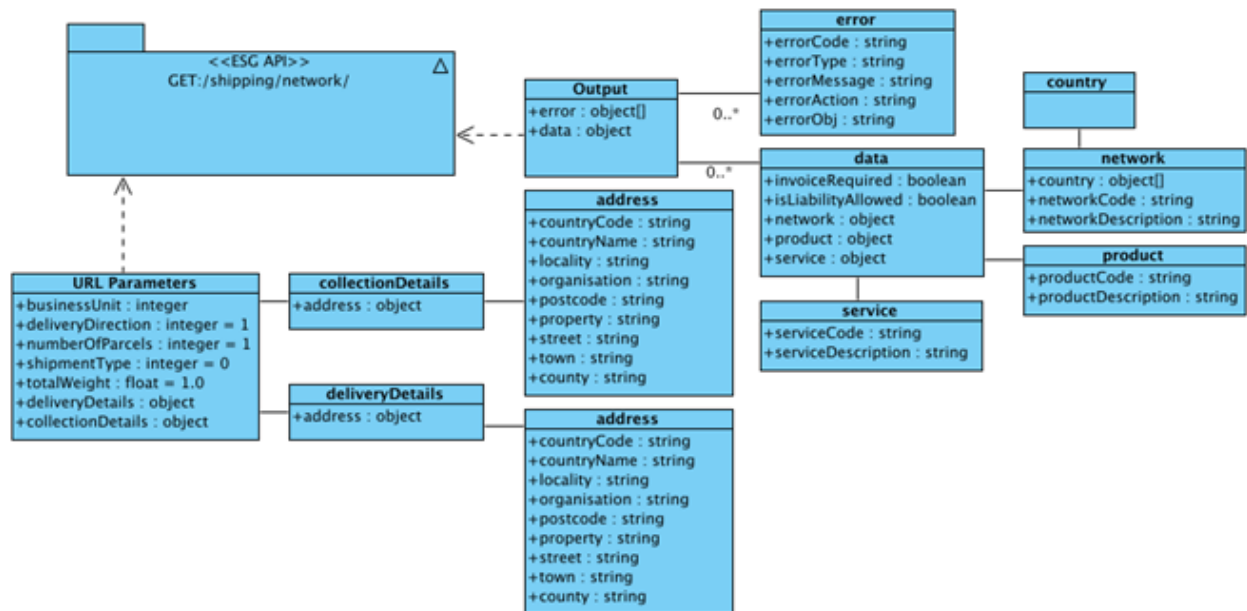 <<ESG API>>
GET:/shipping/network/
Output
+error : object[]
+data : object
0..*
0..*
error
+errorCode : string
+errorType : string
+errorMessage : string
+errorAction : string
+errorObj : string
country
data
+invoiceRequired : boolean
+isLiabilityAllowed : boolean
+network : object
+product : object
+service : object
network
+country : object[]
+networkCode : string
+networkDescription : string
product
+productCode : string
+productDescription : string
service
+serviceCode : string
+serviceDescription : string
URL Parameters
+businessUnit : integer
+deliveryDirection : integer = 1
+numberOfParcels : integer = 1
+shipmentType : integer = 0
+totalWeight : float = 1.0
+deliveryDetails : object
+collectionDetails : object
collectionDetails
+address : object
address
+countryCode : string
+countryName : string
+locality : string
+organisation : string
+postcode : string
+property : string
+street : string
+town : string
+county : string
deliveryDetails
+address : object
address
+countryCode : string
+countryName : string
+locality : string
+organisation : string
+postcode : string
+property : string
+street : string
+town : string
+county : string